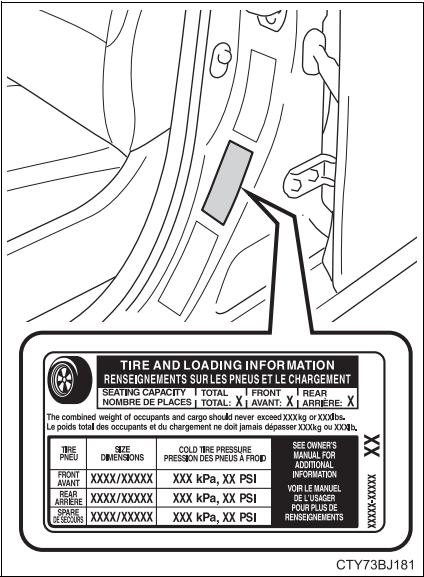 TIRE AND LOADING INFORMATION
RENSEIGNEMENTS SUR LES PNEUS ET LE CHARGEMENT
SEATING CAPACITY TOTAL FRONT REAR
NOMBRE DE PLACES TOTAL: X AVANT: X ARRIÈRE: X
The combined weight of occupants and cargo should never exceed XXXkg or XXXlbs.
Le poids total des occupants et du chargement ne doit jamais dépasser XXXkg ou XXXlb.
TIRE SIZE COLD TIRE PRESSURE
PNEU DIMENSIONS PRESSION DES PNEUS À FROID
FRONT
AVANT XXXX/XXXXX XXX kPa, XX PSI
REAR
ARRIÈRE XXXX/XXXXX XXX kPa, XX PSI
SPARE
DE SECOURS XXXX/XXXXX XXX kPa, XX PSI
SEE OWNER'S
MANUAL FOR
ADDITIONAL
INFORMATION
VOIR LE MANUEL
DE L'USAGER
POUR PLUS DE
RENSEIGNEMENTS
XX
XXXXX-XXXXX
CTY73BJ181